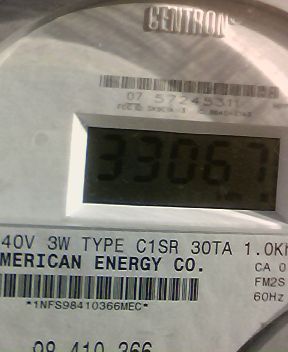 CENTRON
07 57245311
33067
40V 3W TYPE C1SR 30TA 1.0K
MERICAN ENERGY CO.
CA 0
FM2S
60Hz
*1NFS98410366MEC*
98 410 366